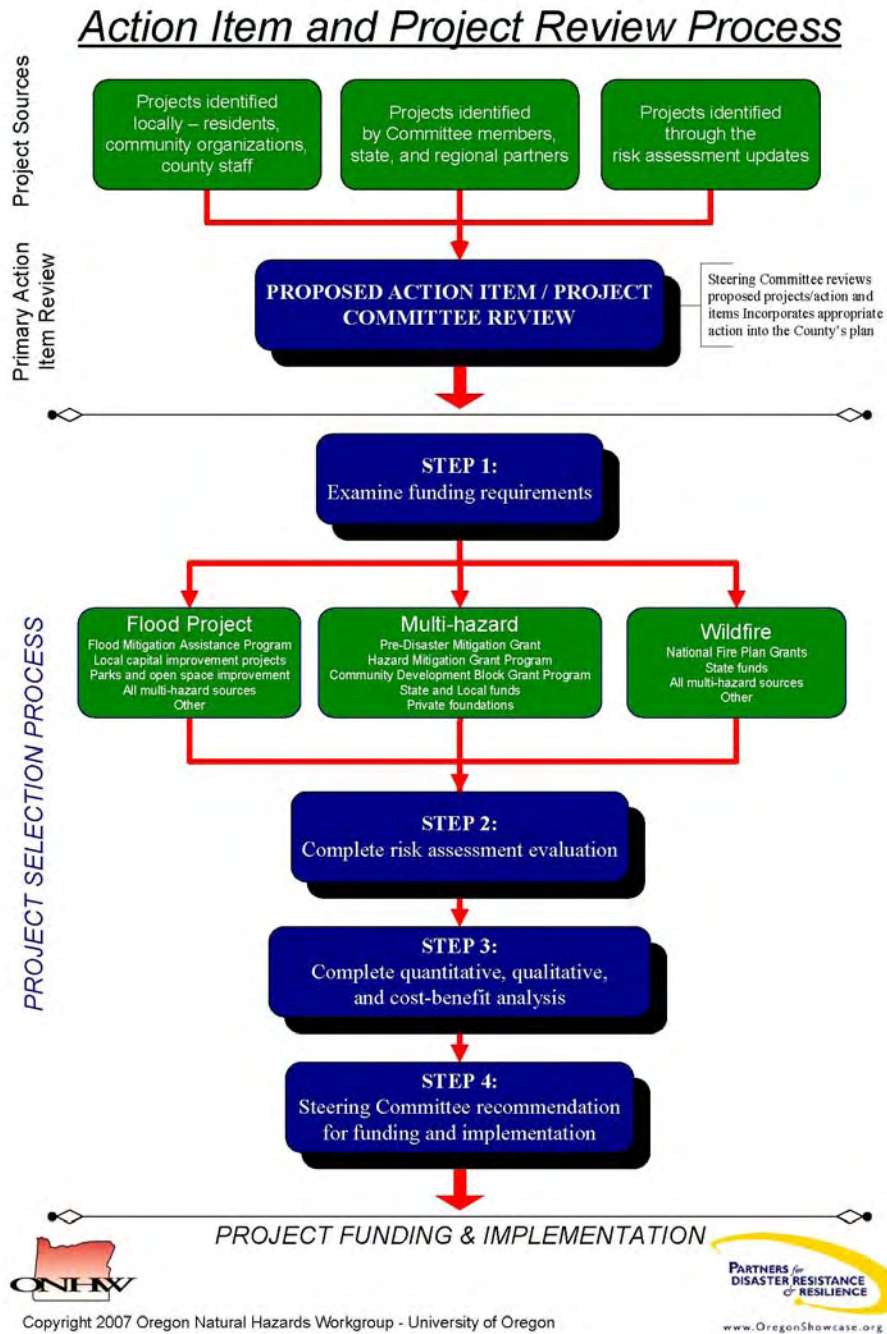 Action Item and Project Review Process
Project Sources
Projects identified
locally – residents,
community organizations,
county staff
Projects identified
by Committee members,
state, and regional
partners
Projects identified
through the
risk assessment updates
Primary Action
Item Review
PROPOSED ACTION ITEM / PROJECT
COMMITTEE REVIEW
Steering Committee reviews
proposed projects/action and
items Incorporates appropriate
action into the County's plan
PROJECT SELECTION PROCESS
STEP 1:
Examine funding requirements
Flood Project
Flood Mitigation Assistance Program
Local capital improvement projects
Parks and open space improvement
All multi-hazard sources
Other
Multi-hazard
Pre-Disaster Mitigation Grant
Hazard Mitigation Grant Program
Community Development Block Grant Program
State and Local funds
Private foundations
Wildfire
National Fire Plan Grants
State funds
All multi-hazard sources
Other
STEP 2:
Complete risk assessment evaluation
STEP 3:
Complete quantitative, qualitative,
and cost-benefit analysis
STEP 4:
Steering Committee recommendation
for funding and implementation
PROJECT FUNDING & IMPLEMENTATION
ONHW
PARTNERS for
DISASTER RESISTANCE
& RESILIENCE
Copyright 2007 Oregon Natural Hazards Workgroup - University of Oregon
www.OregonShowcase.org